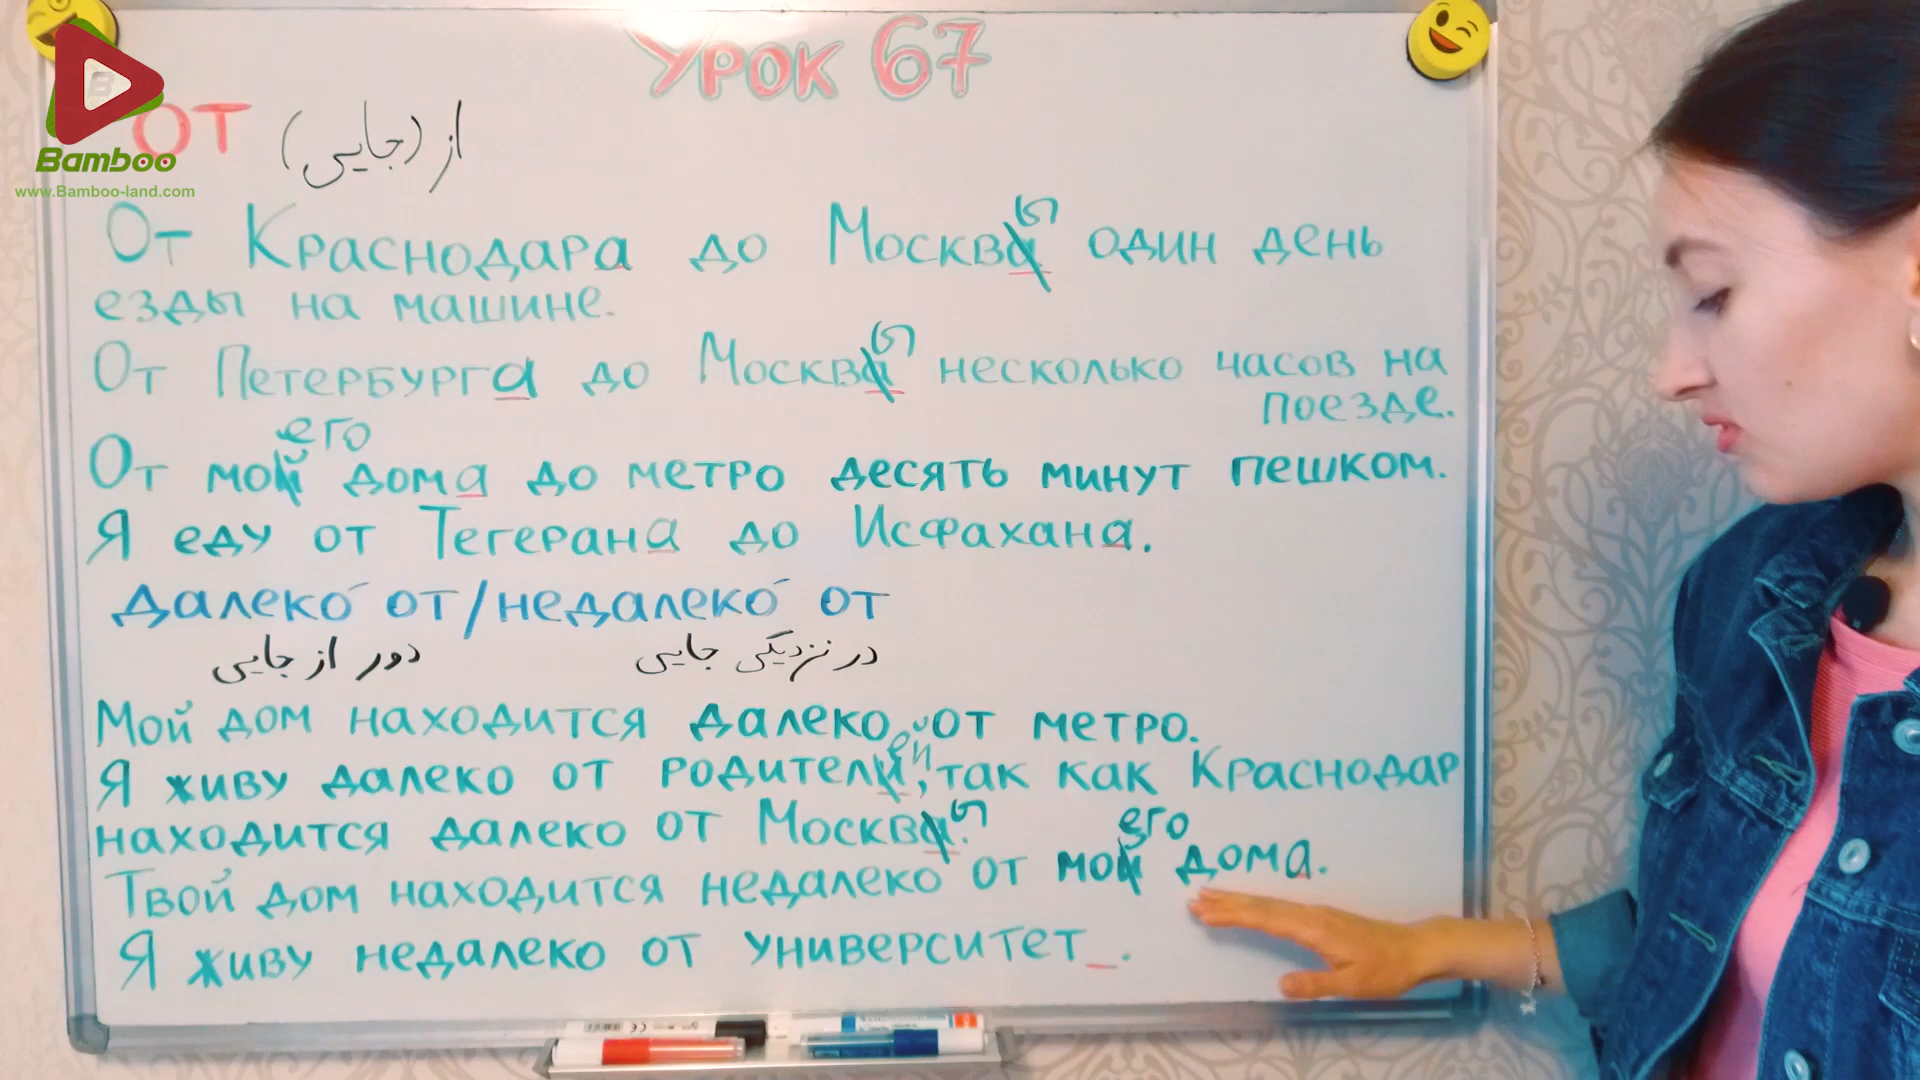 Урок 67
от از (جایی)
Bamboo
www.Bamboo-land.com
От Краснодара до Москвы один день
езды на машине.
От Петербурга до Москвы несколько часов на
поезде.
От моего дома до метро десять минут пешком.
Я еду от Тегерана до Исфахана.
Далеко́ от/недалеко́ от
دور از جایی
در نزدیکی جایی
Мой дом находится далеко от метро.
Я живу далеко от родителей, так как Краснодар
находится далеко от Москвы.
Твой дом находится недалеко от моего дома.
Я живу недалеко от университет_.